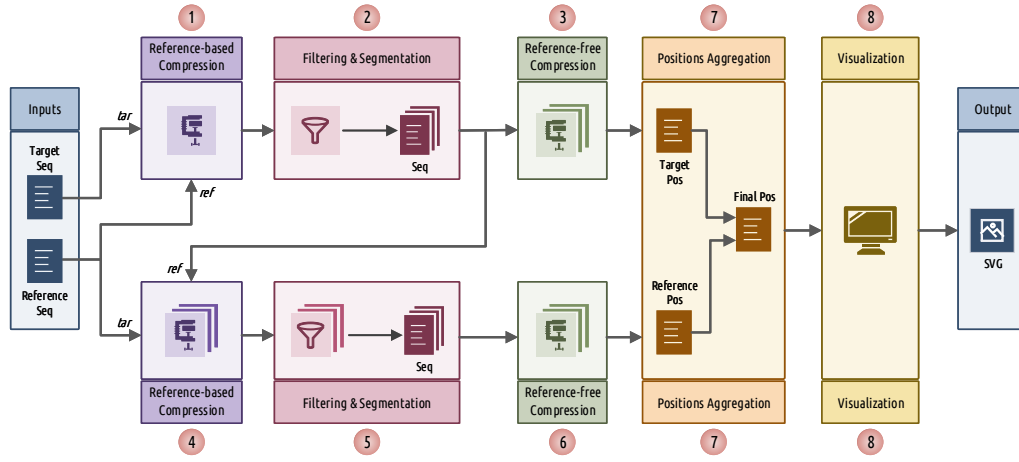 1
2
3
7
8
Reference-based
Compression
Filtering & Segmentation
Reference-free
Compression
Positions Aggregation
Visualization
Inputs
Output
tar
Target
Seq
Seq
ref
Target
Pos
Final Pos
SVG
Reference
Seq
ref
Reference
Pos
tar
Seq
Reference-based
Compression
Filtering & Segmentation
Reference-free
Compression
Positions Aggregation
Visualization
4
5
6
7
8